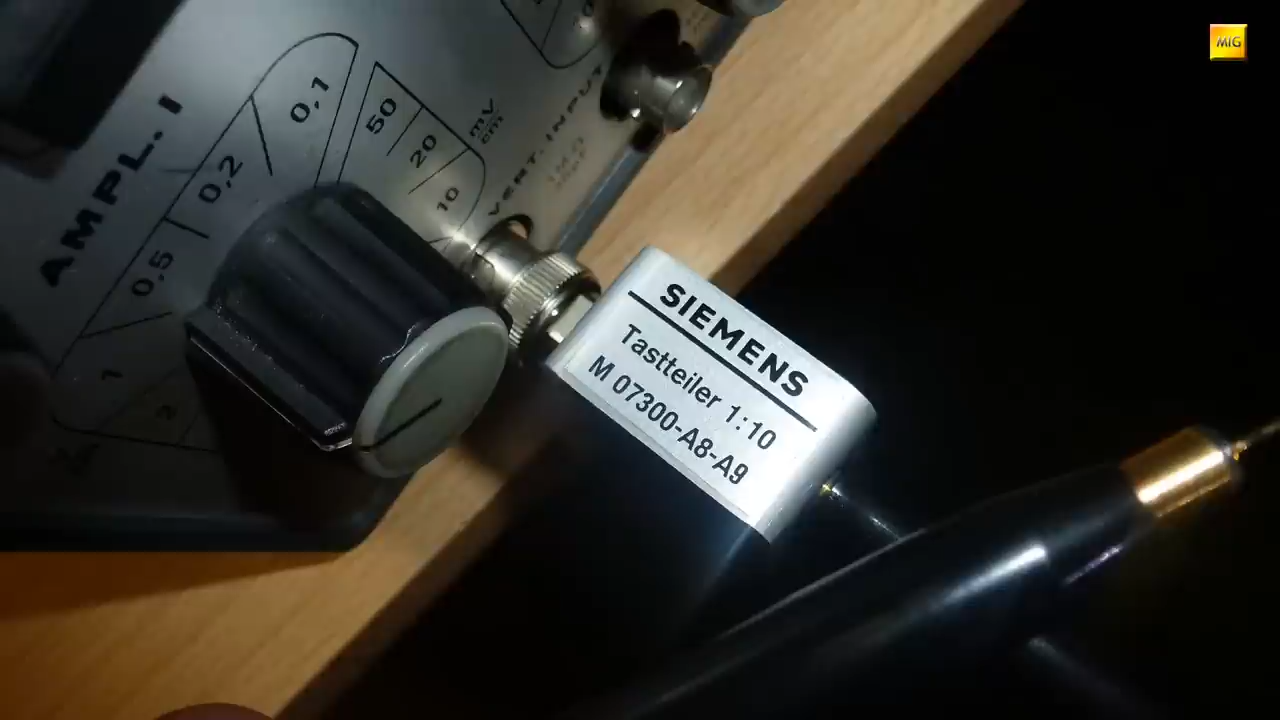 AMPL. I
0,1
0,2
0,5
1
2
50
20
10
mV
cm
VERT. INPUT
SIEMENS
Tastteiler 1:10
M 07300-A8-A9
MIG